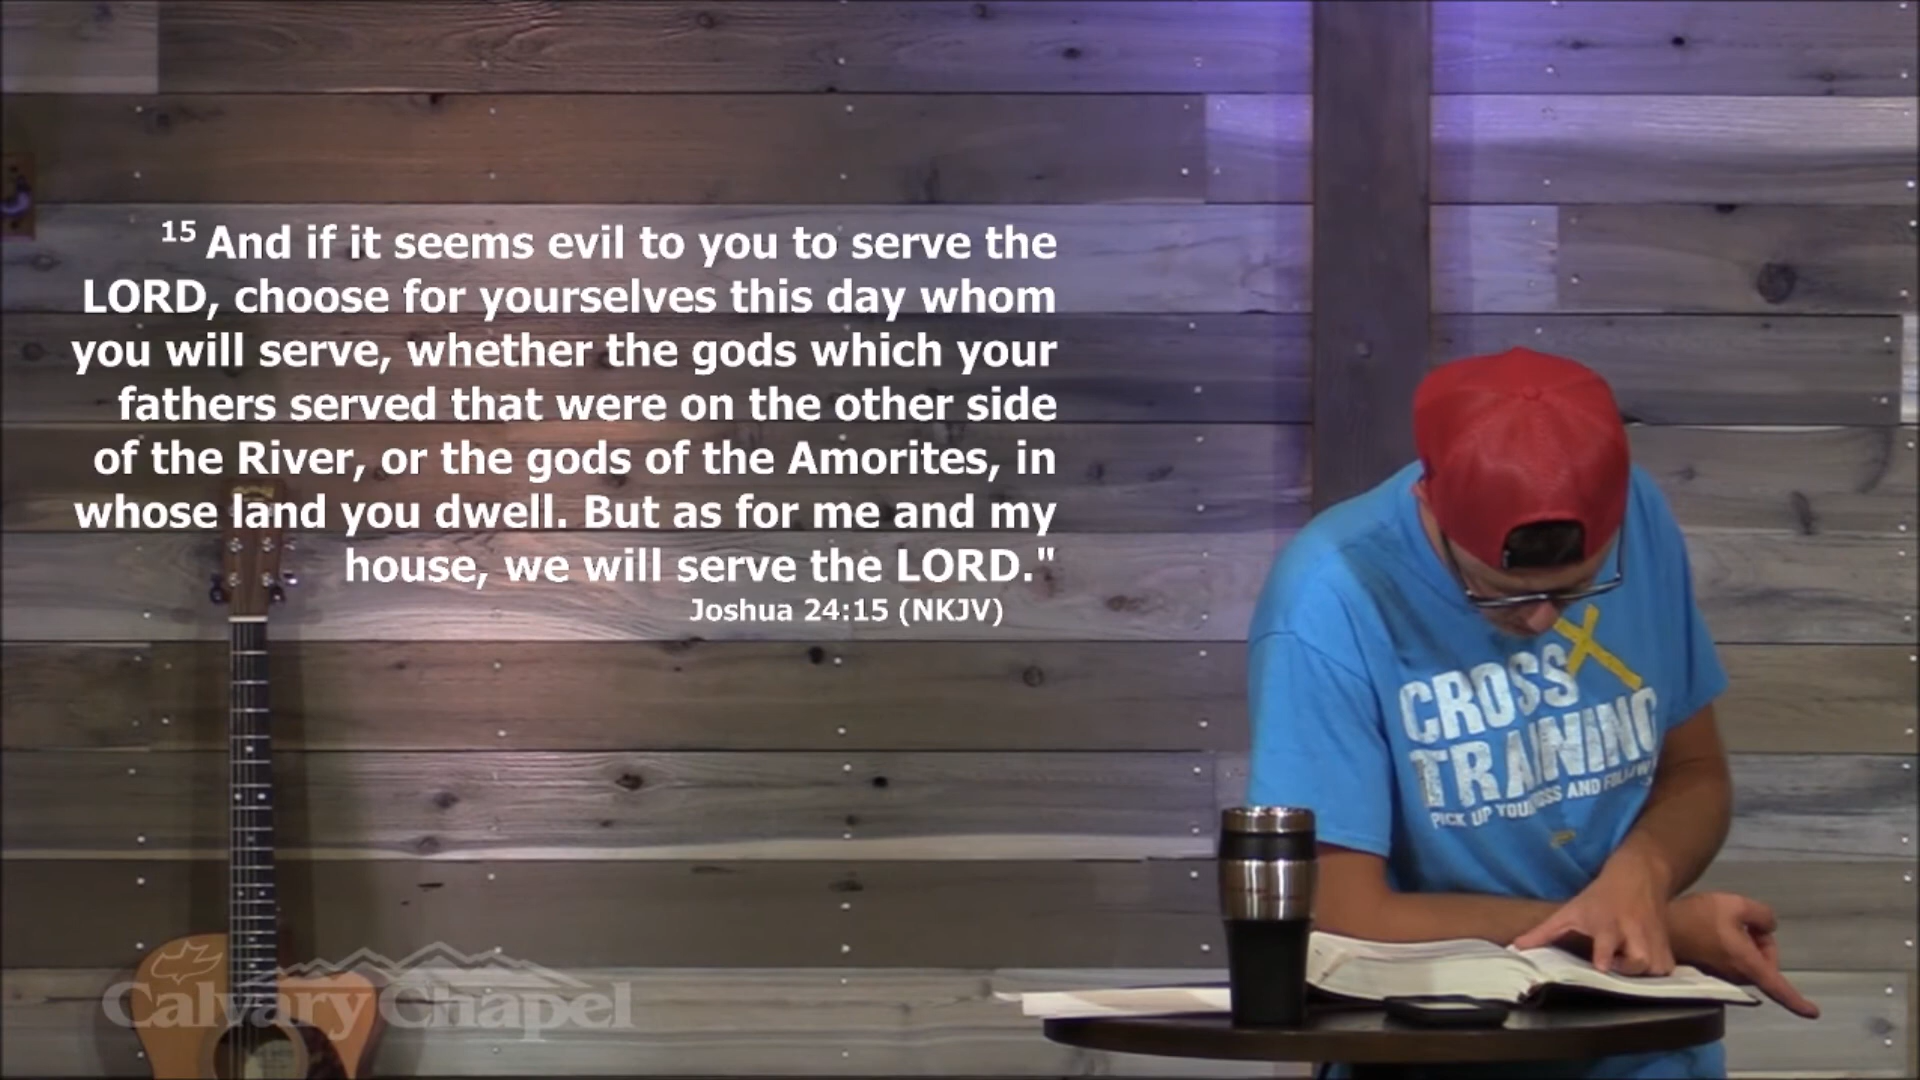 15 And if it seems evil to you to serve the
LORD, choose for yourselves this day whom
you will serve, whether the gods which your
fathers served that were on the other side
of the River, or the gods of the Amorites, in
whose land you dwell. But as for me and my
house, we will serve the LORD."
Joshua 24:15 (NKJV)
CROSS
TRAINING
PICK UP AND
Calvary Chapel